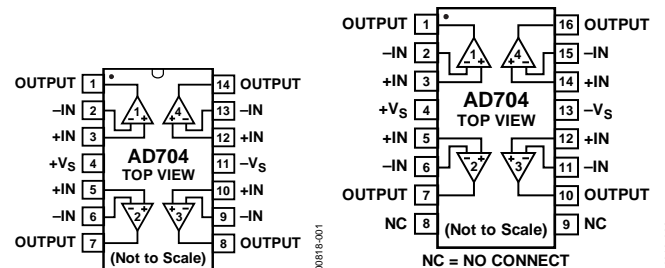 OUTPUT 1 14 OUTPUT
–IN 2 1 4 13 –IN
– + + –
+IN 3 12 +IN
+VS 4 AD704 11 –VS
TOP VIEW
+IN 5 10 +IN
– + + –
–IN 6 2 3 9 –IN
OUTPUT 7 8 OUTPUT
(Not to Scale)
OUTPUT 1 16 OUTPUT
–IN 2 1 4 15 –IN
– + + –
+IN 3 14 +IN
+VS 4 AD704 13 –VS
TOP VIEW
+IN 5 12 +IN
– + + –
–IN 6 2 3 11 –IN
OUTPUT 7 10 OUTPUT
NC 8 (Not to Scale) 9 NC
NC = NO CONNECT